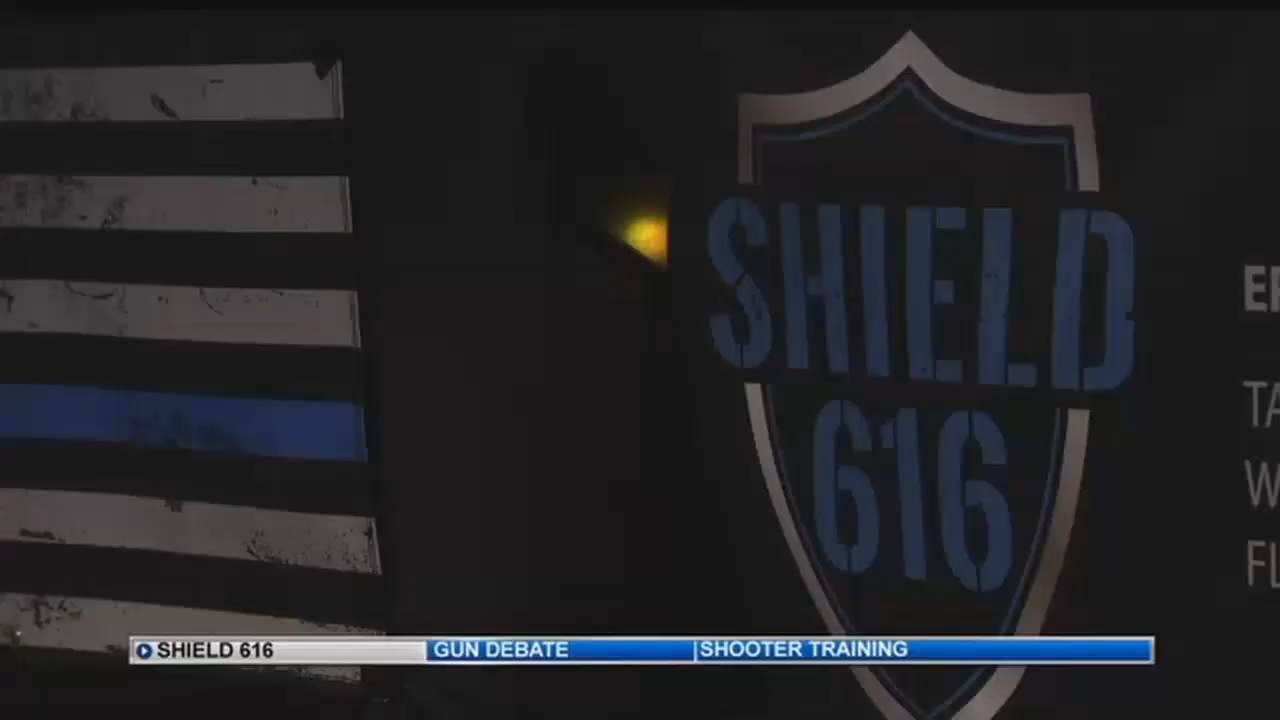 SHIELD
616
SHIELD 616
GUN DEBATE
|SHOOTER TRAINING